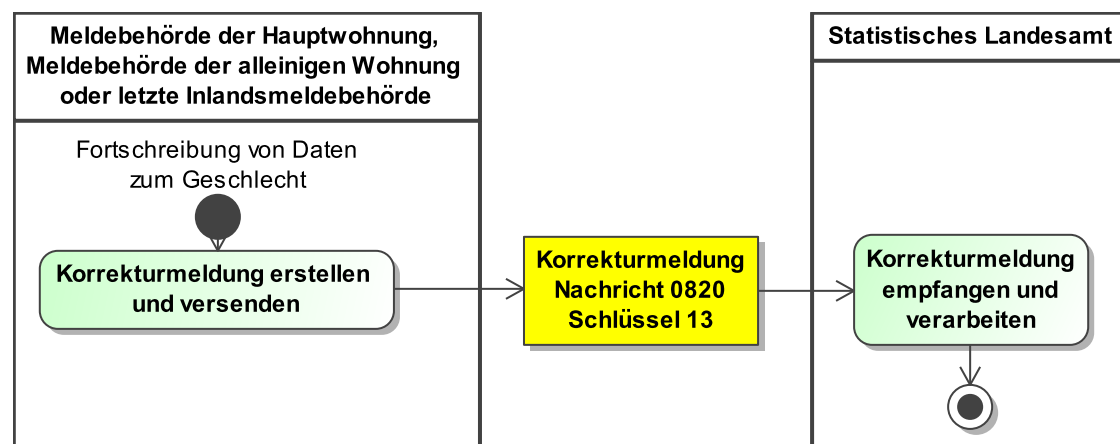 Meldebehörde der Hauptwohnung,
Meldebehörde der alleinigen Wohnung
oder letzte Inlandsmeldebehörde
Statistisches Landesamt
Fortschreibung von Daten
zum Geschlecht
Korrekturmeldung erstellen
und versenden
Korrekturmeldung
Nachricht 0820
Schlüssel 13
Korrekturmeldung
empfangen und
verarbeiten